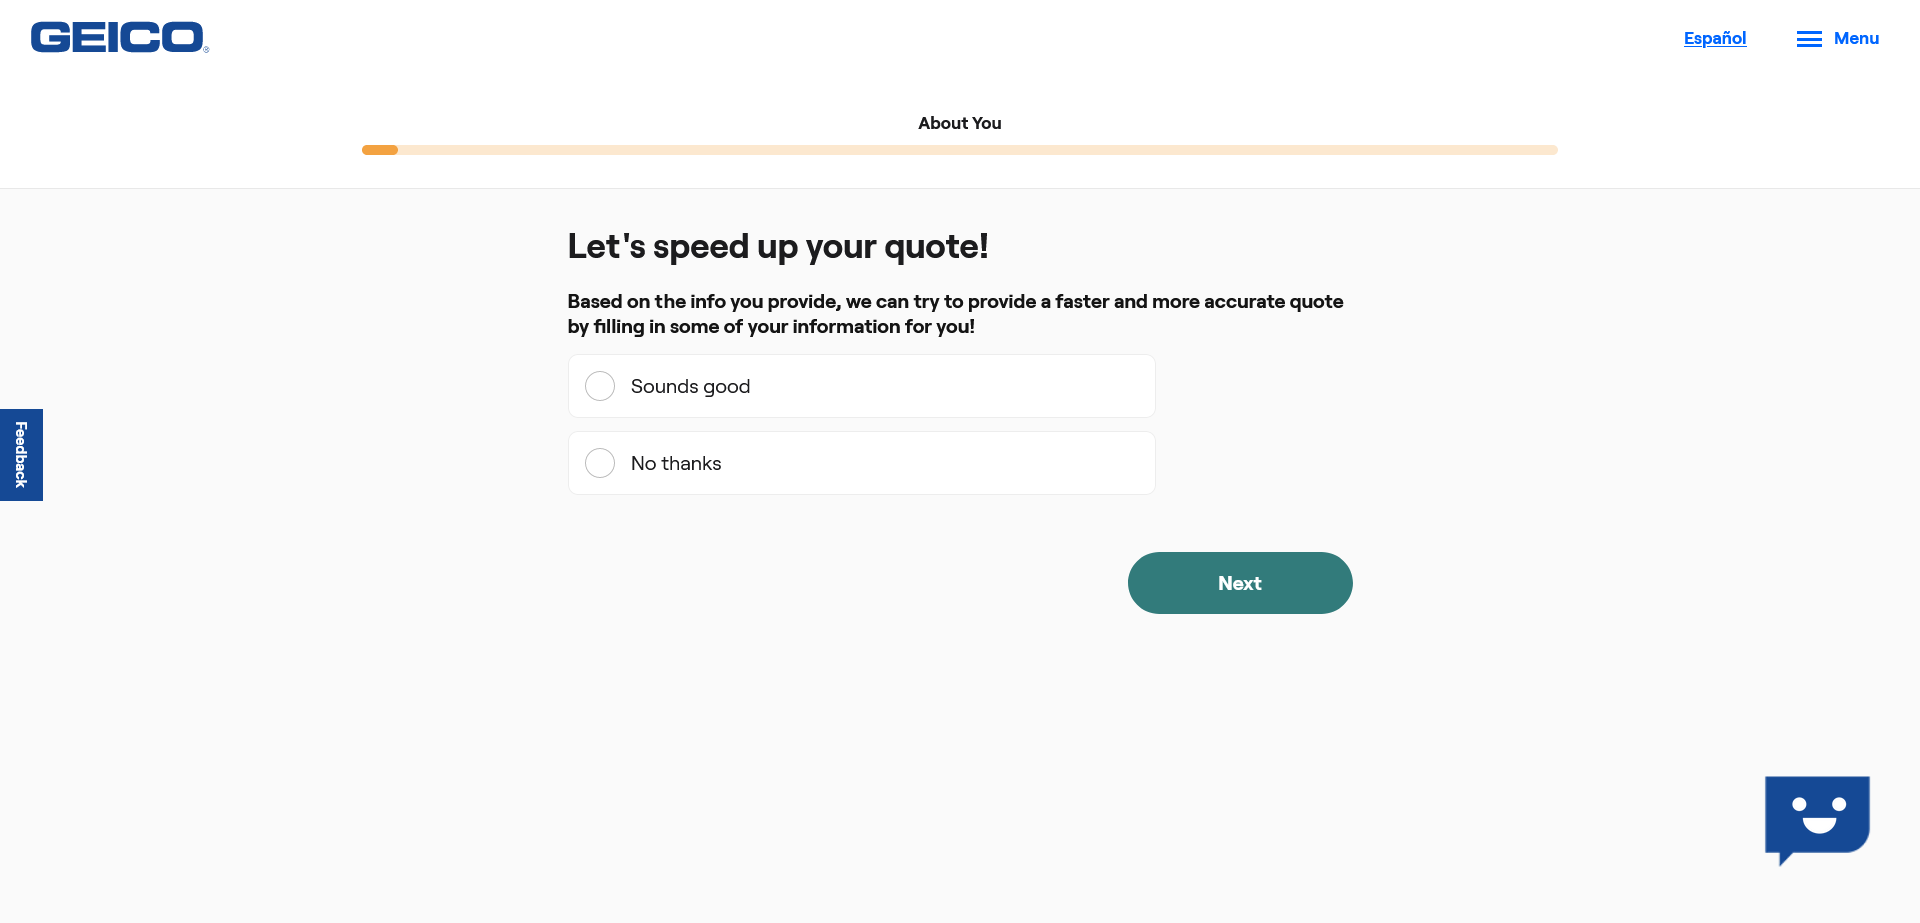 GEICO®
Español
Menu
About You
Let's speed up your quote!
Based on the info you provide, we can try to provide a faster and more accurate quote
by filling in some of your information for you!
Sounds good
No thanks
Feedback
Next